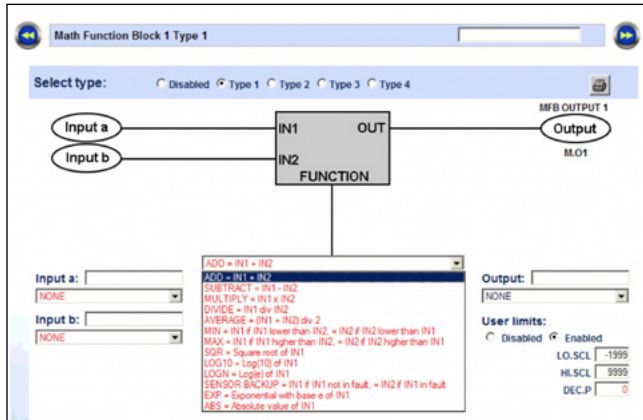 Math Function Block 1 Type 1
Select type:
Disabled Type 1 Type 2 Type 3 Type 4
MFB OUTPUT 1
Input a
IN1 OUT
Output
Input b
IN2
M.O1
FUNCTION
ADD = IN1 + IN2
ADD = IN1 + IN2
SUBTRACT = IN1 - IN2
MULTIPLY = IN1 x IN2
DIVIDE = IN1 div IN2
AVERAGE = (IN1 + IN2) div 2
MIN = IN1 if IN1 lower than IN2, = IN2 if IN2 lower than IN1
MAX = IN1 if IN1 higher than IN2, = IN2 if IN2 higher than IN1
SQR = Square root of IN1
LOG10 = Log(10) of IN1
LOGN = Log(e) of IN1
SENSOR BACKUP = IN1 if IN1 not in fault, = IN2 if IN1 in fault
EXP = Exponential with base e of IN1
ABS = Absolute value of IN1
Input a:
NONE
Input b:
NONE
Output:
NONE
User limits:
Disabled Enabled
LO.SCL -1999
HI.SCL 9999
DEC.P 0